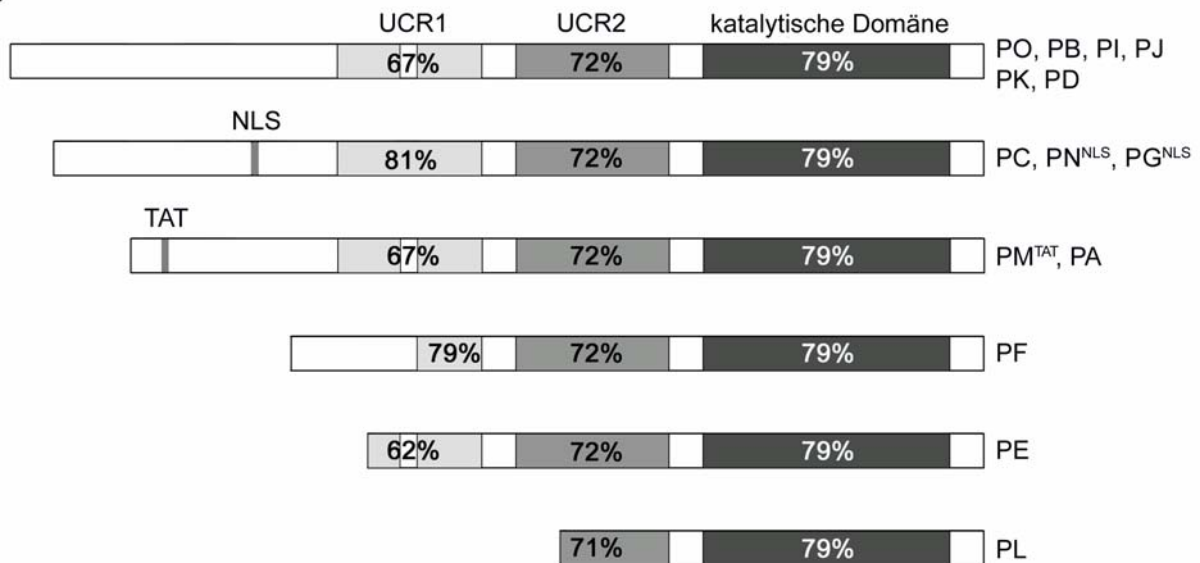 UCR1 UCR2 katalytische Domäne
67% 72% 79% PO, PB, PI, PJ
PK, PD
NLS
81% 72% 79% PC, PN^NLS, PG^NLS
TAT
67% 72% 79% PM^TAT, PA
79% 72% 79% PF
62% 72% 79% PE
71% 79% PL